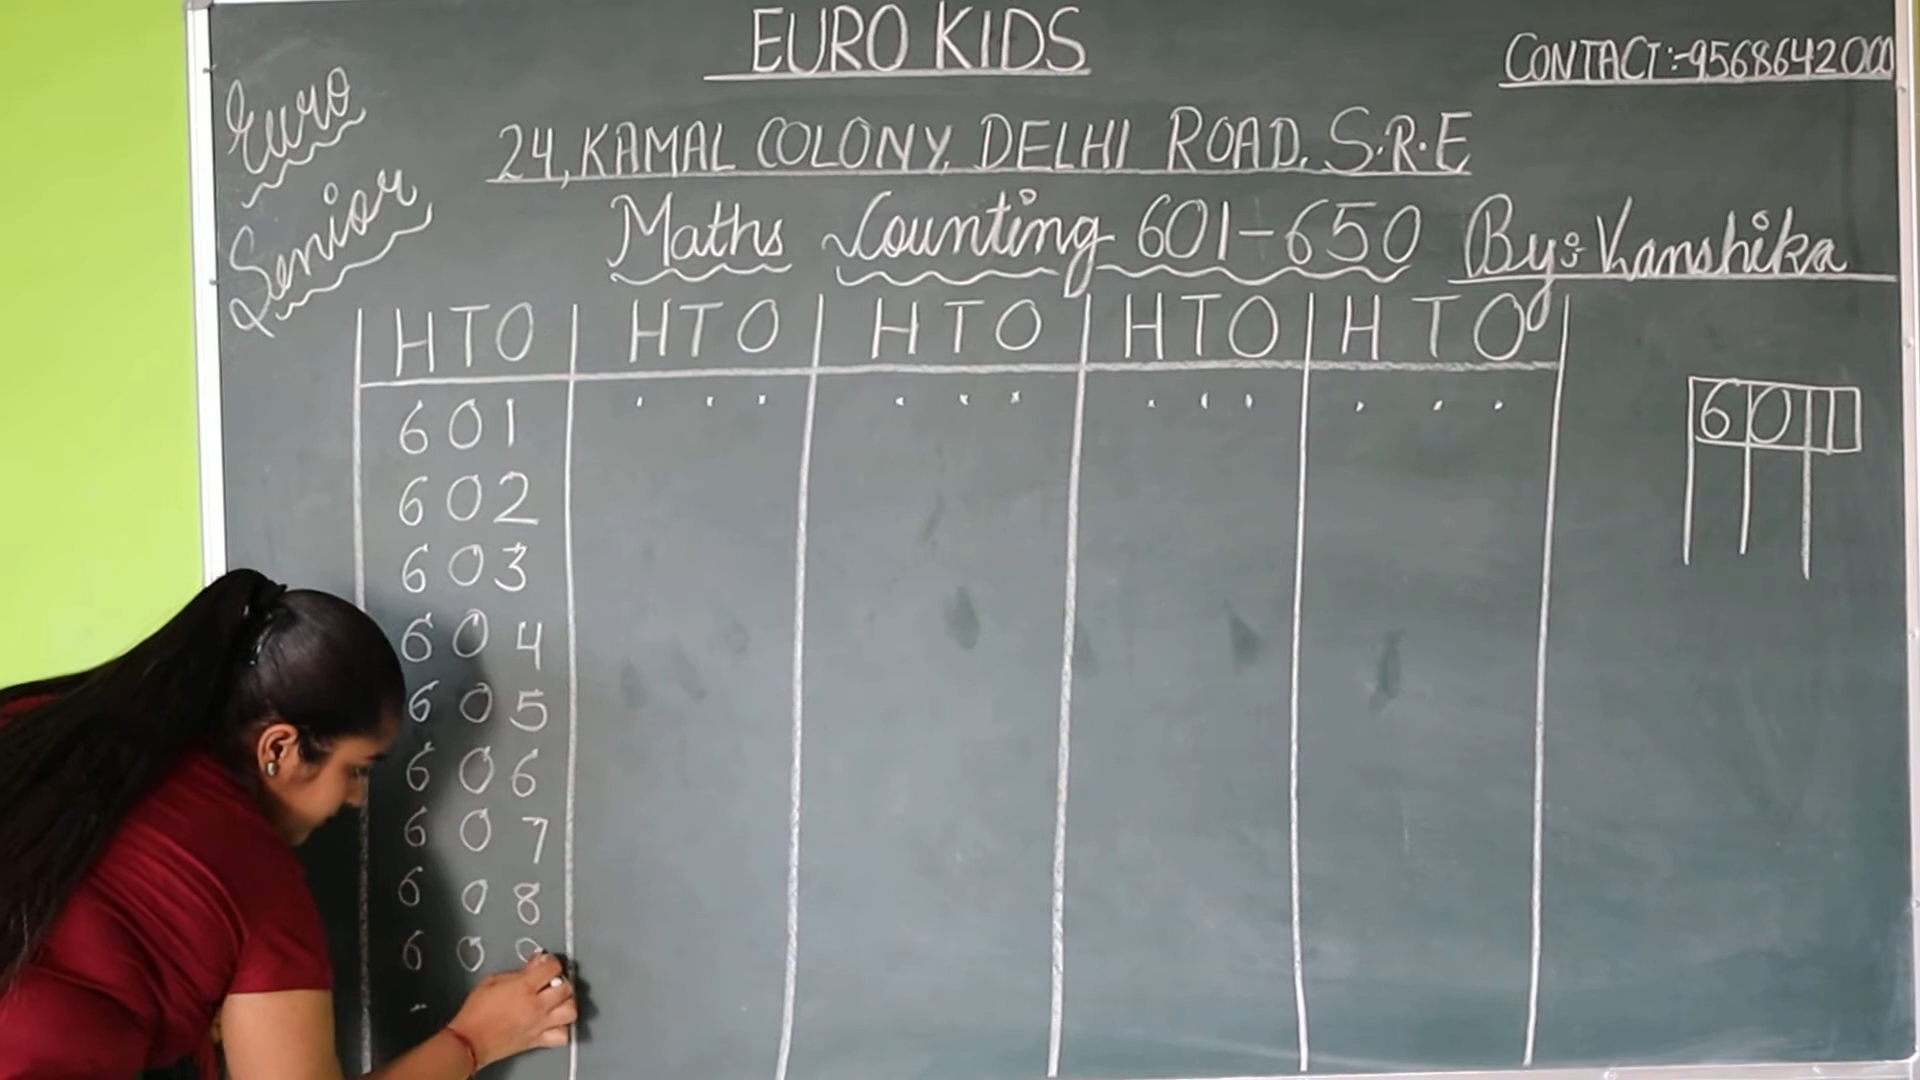 EURO KIDS
CONTACT:-9568642000
Euro
Senior
24, KAMAL COLONY, DELHI ROAD, S.R.E
Maths Counting 601-650 By:- Vanshika
H T O H T O H T O H T O H T O
601
602
603
604
605
606
607
608
60
601